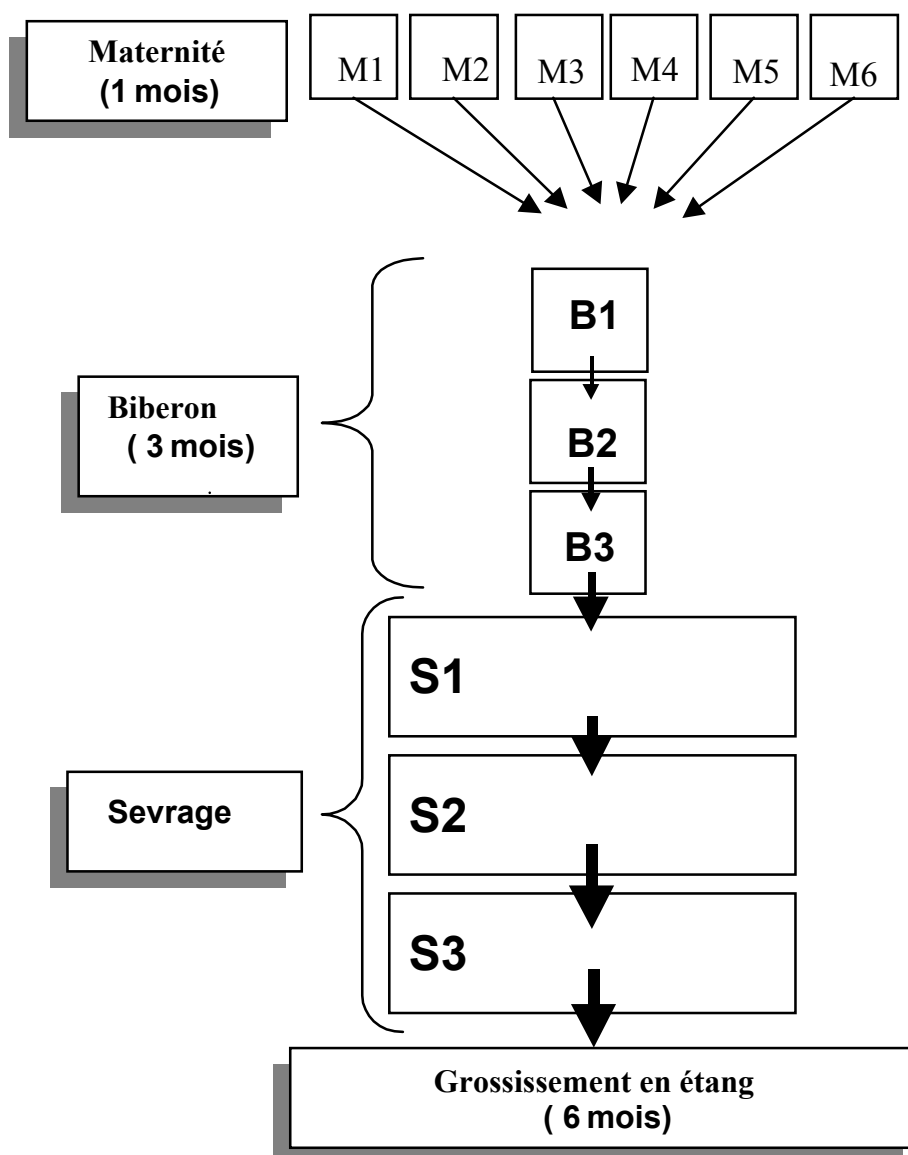 Maternité
(1 mois)
M1 M2 M3 M4 M5 M6
B1
Biberon
( 3 mois)
.
B2
B3
S1
Sevrage
S2
S3
Grossissement en étang
( 6 mois)